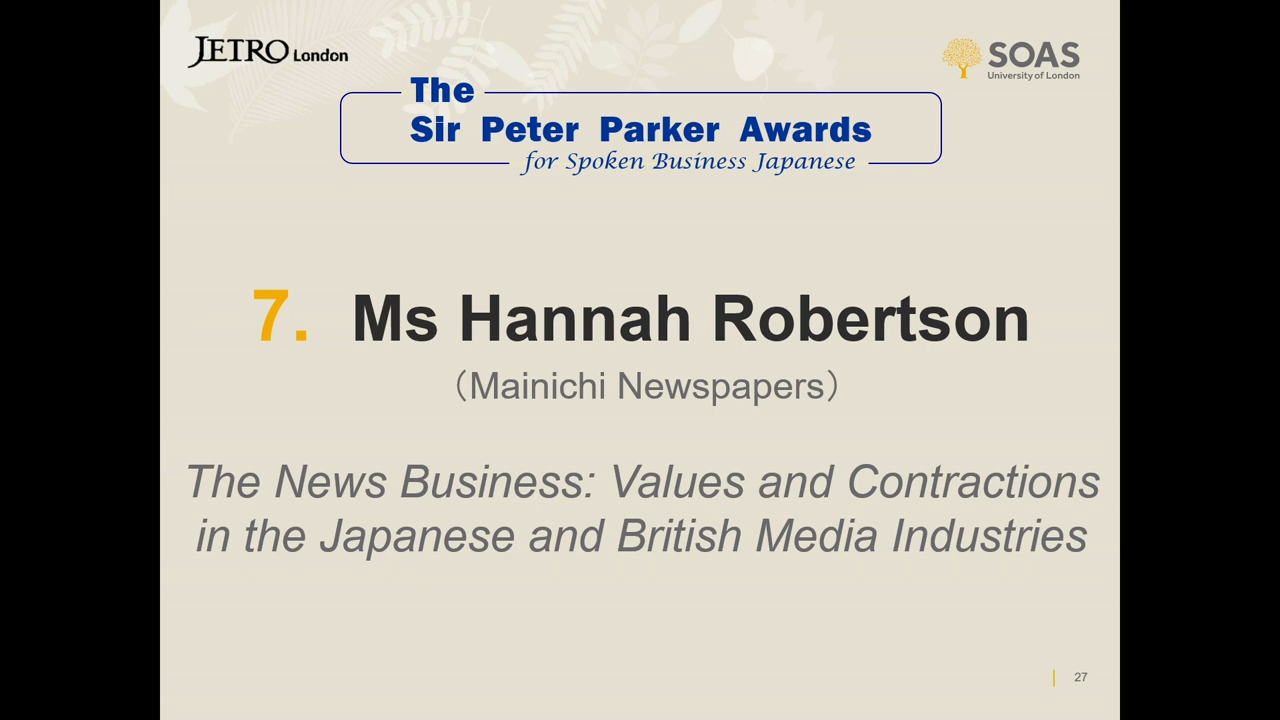 JETRO London
SOAS
University of London
The
Sir Peter Parker Awards
for Spoken Business Japanese
7. Ms Hannah Robertson
（Mainichi Newspapers）
The News Business: Values and Contractions
in the Japanese and British Media Industries
27